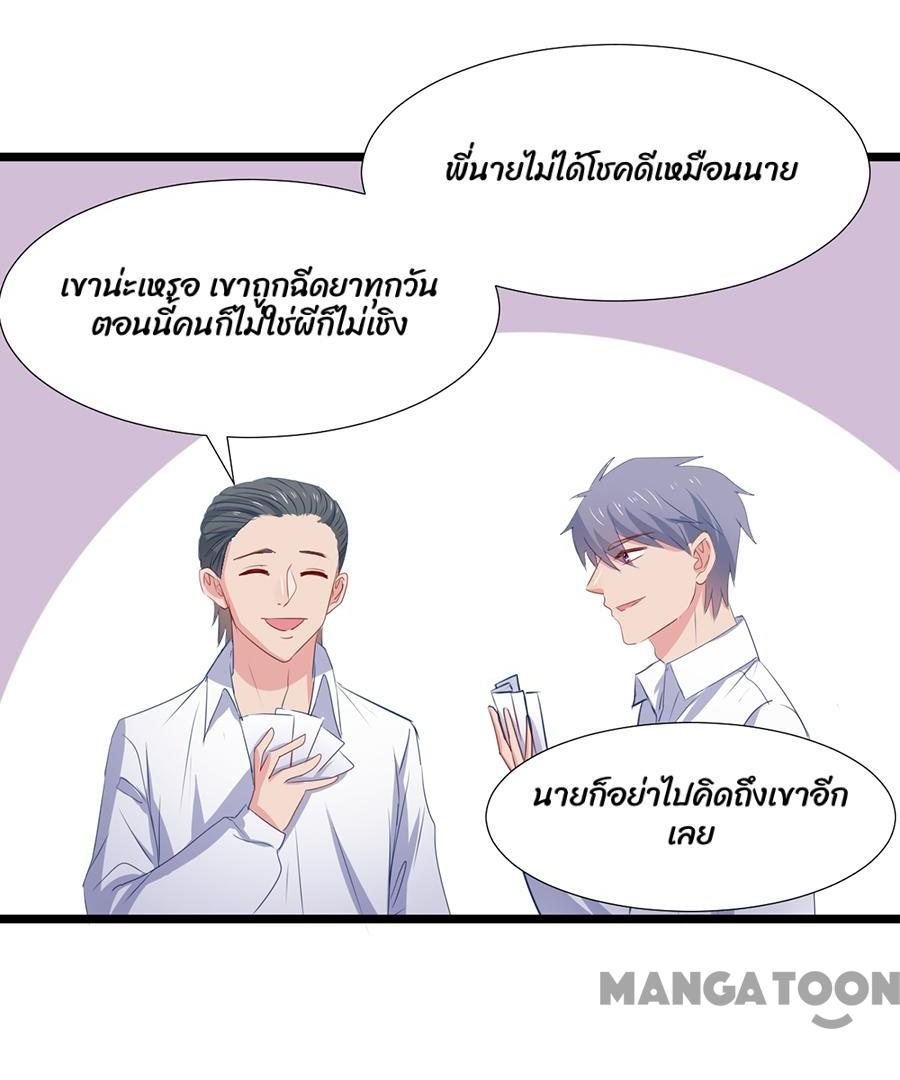 พี่นายไม่ได้โชคดีเหมือนนาย
เขาน่ะเหรอ เขาถูกฉีดยาทุกวัน
ตอนนี้คนก็ไม่ใช่ผีก็ไม่เชิง
นายก็อย่าไปคิดถึงเขาอีก
เลย
MANGATOON